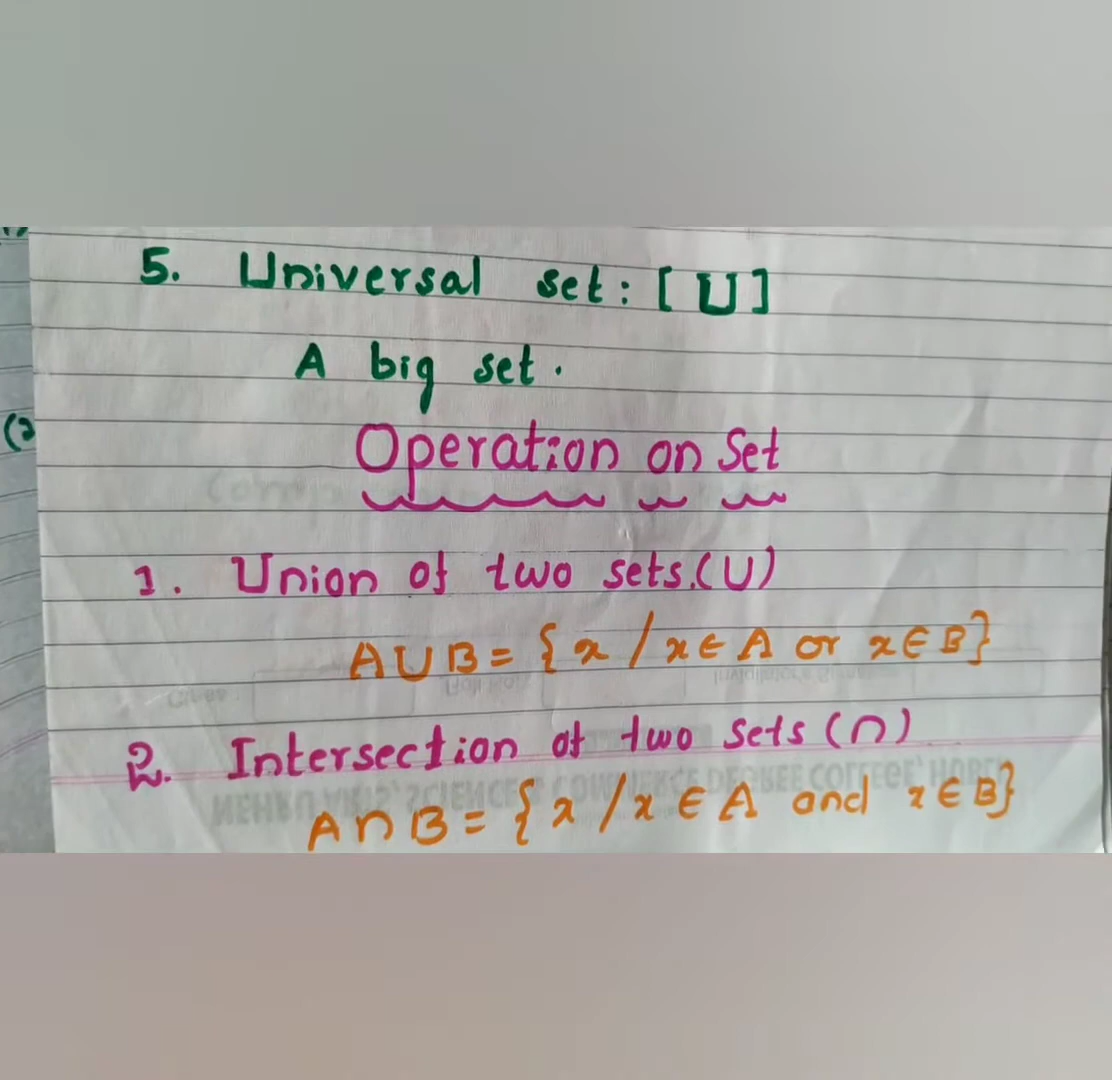 5. Universal set: [U]
A big set.
Operation on Set
1. Union of two sets.(U)
A∪B= {x/x∈A or x∈B}
2. Intersection of two sets (∩)
A∩B= {x/x∈A and x∈B}